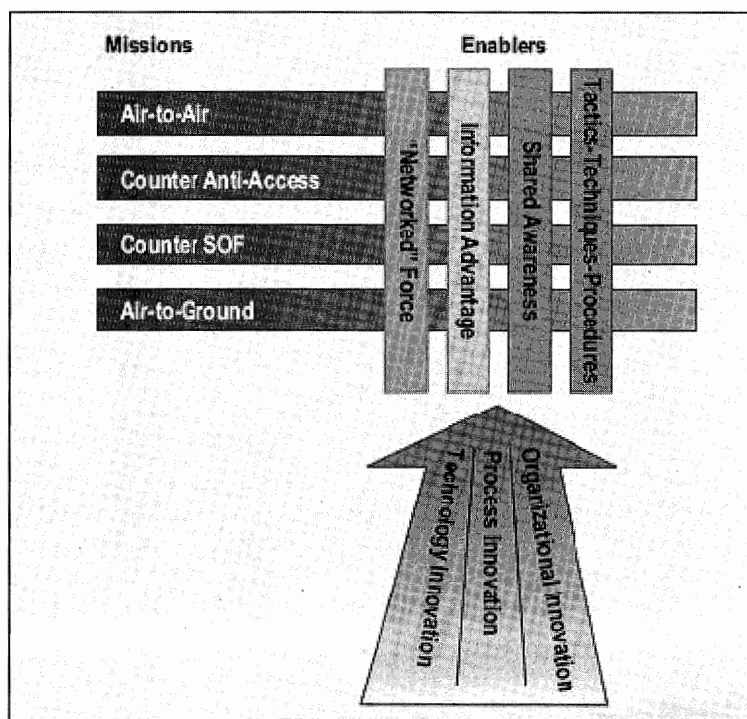 Missions
Enablers
Air-to-Air
Counter Anti-Access
Counter SOF
Air-to-Ground
"Networked" Force
Information Advantage
Shared Awareness
Tactics-Techniques-Procedures
Technology Innovation
Process Innovation
Organizational Innovation